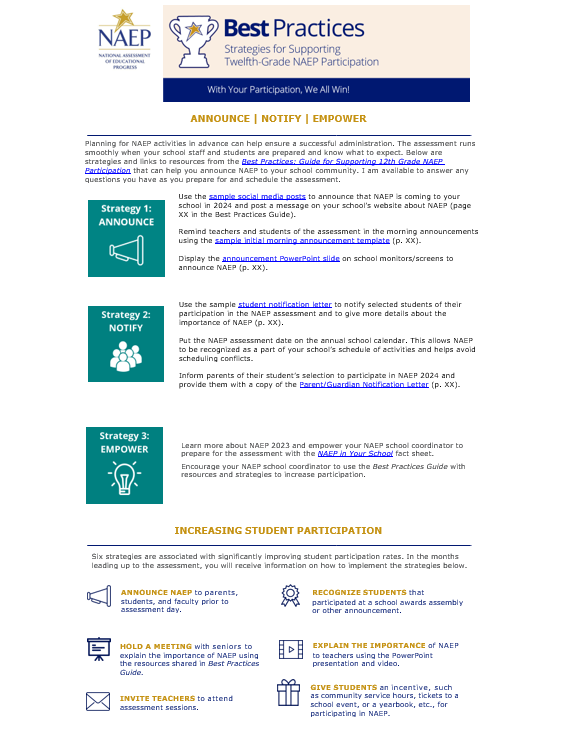 NAEP
NATIONAL ASSESSMENT
OF EDUCATIONAL
PROGRESS
Best Practices
Strategies for Supporting
Twelfth-Grade NAEP Participation
With Your Participation, We All Win!
ANNOUNCE | NOTIFY | EMPOWER
Planning for NAEP activities in advance can help ensure a successful administration. The assessment runs
smoothly when your school staff and students are prepared and know what to expect. Below are
strategies and links to resources from the Best Practices: Guide for Supporting 12th Grade NAEP
Participation that can help you announce NAEP to your school community. I am available to answer any
questions you have as you prepare for and schedule the assessment.
Strategy 1:
ANNOUNCE
Use the sample social media posts to announce that NAEP is coming to your
school in 2024 and post a message on your school's website about NAEP (page
XX in the Best Practices Guide).
Remind teachers and students of the assessment in the morning announcements
using the sample initial morning announcement template (p. XX).
Display the announcement PowerPoint slide on school monitors/screens to
announce NAEP (p. XX).
Strategy 2:
NOTIFY
Use the sample student notification letter to notify selected students of their
participation in the NAEP assessment and to give more details about the
importance of NAEP (p. XX).
Put the NAEP assessment date on the annual school calendar. This allows NAEP
to be recognized as a part of your school's schedule of activities and helps avoid
scheduling conflicts.
Inform parents of their student's selection to participate in NAEP 2024 and
provide them with a copy of the Parent/Guardian Notification Letter (p. XX).
Strategy 3:
EMPOWER
Learn more about NAEP 2023 and empower your NAEP school coordinator to
prepare for the assessment with the NAEP in Your School fact sheet.
Encourage your NAEP school coordinator to use the Best Practices Guide with
resources and strategies to increase participation.
INCREASING STUDENT PARTICIPATION
Six strategies are associated with significantly improving student participation rates. In the months
leading up to the assessment, you will receive information on how to implement the strategies below.
ANNOUNCE NAEP to parents,
students, and faculty prior to
assessment day.
RECOGNIZE STUDENTS that
participated at a school awards assembly
or other announcement.
HOLD A MEETING with seniors to
explain the importance of NAEP using
the resources shared in Best Practices
Guide.
EXPLAIN THE IMPORTANCE of NAEP
to teachers using the PowerPoint
presentation and video.
INVITE TEACHERS to attend
assessment sessions.
GIVE STUDENTS an incentive, such
as community service hours, tickets to a
school event, or a yearbook, etc., for
participating in NAEP.